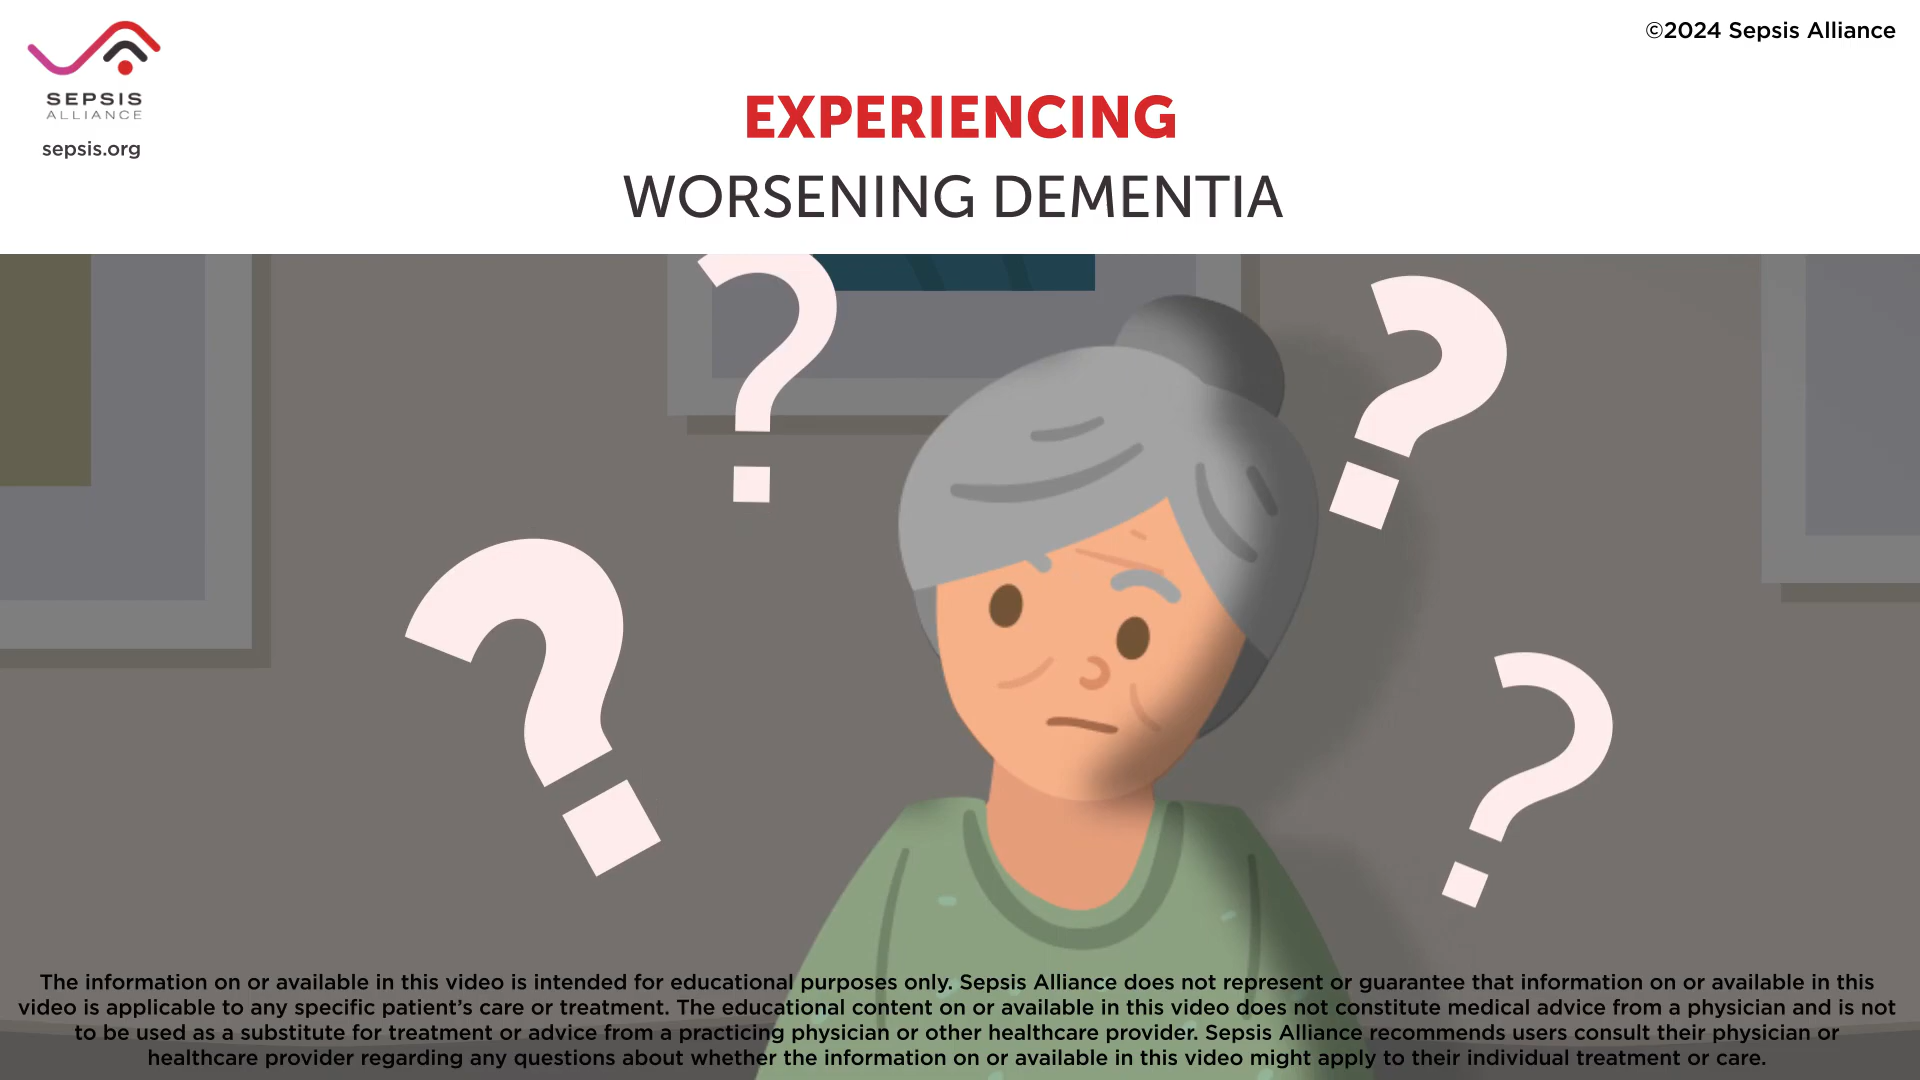 SEPSIS
ALLIANCE
sepsis.org
©2024 Sepsis Alliance
EXPERIENCING
WORSENING DEMENTIA
? ? ? ?
The information on or available in this video is intended for educational purposes only. Sepsis Alliance does not represent or guarantee that information on or available in this
video is applicable to any specific patient’s care or treatment. The educational content on or available in this video does not constitute medical advice from a physician and is not
to be used as a substitute for treatment or advice from a practicing physician or other healthcare provider. Sepsis Alliance recommends users consult their physician or
healthcare provider regarding any questions about whether the information on or available in this video might apply to their individual treatment or care.